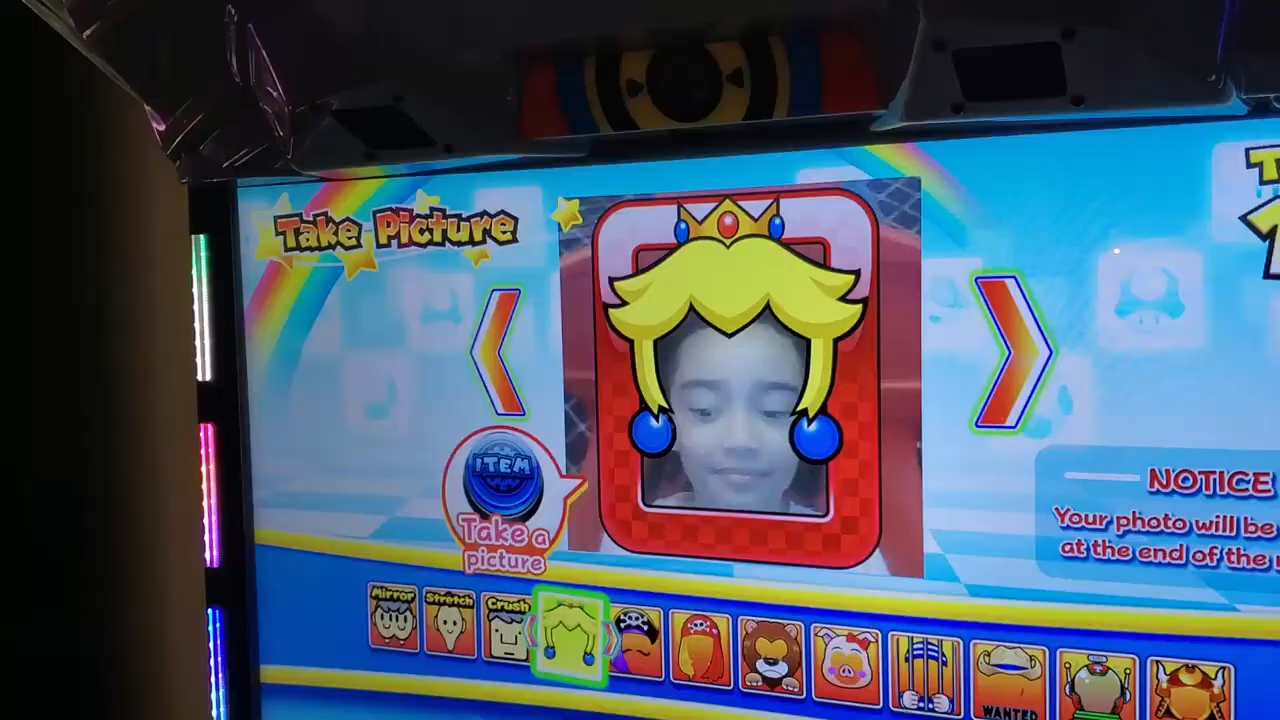 Take Picture
ITEM
Take a
picture
NOTICE
Your photo will be
at the end of the
Mirror
Stretch
Crush
WANTED